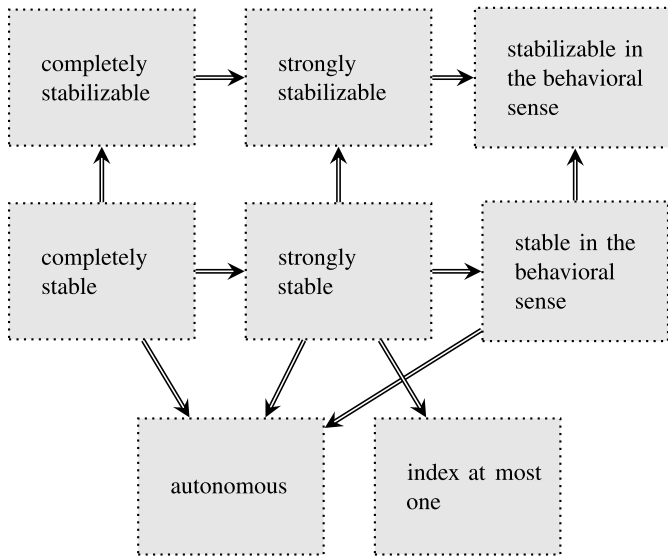 completely
stabilizable
strongly
stabilizable
stabilizable in
the behavioral
sense
completely
stable
strongly
stable
stable in the
behavioral
sense
autonomous
index at most
one